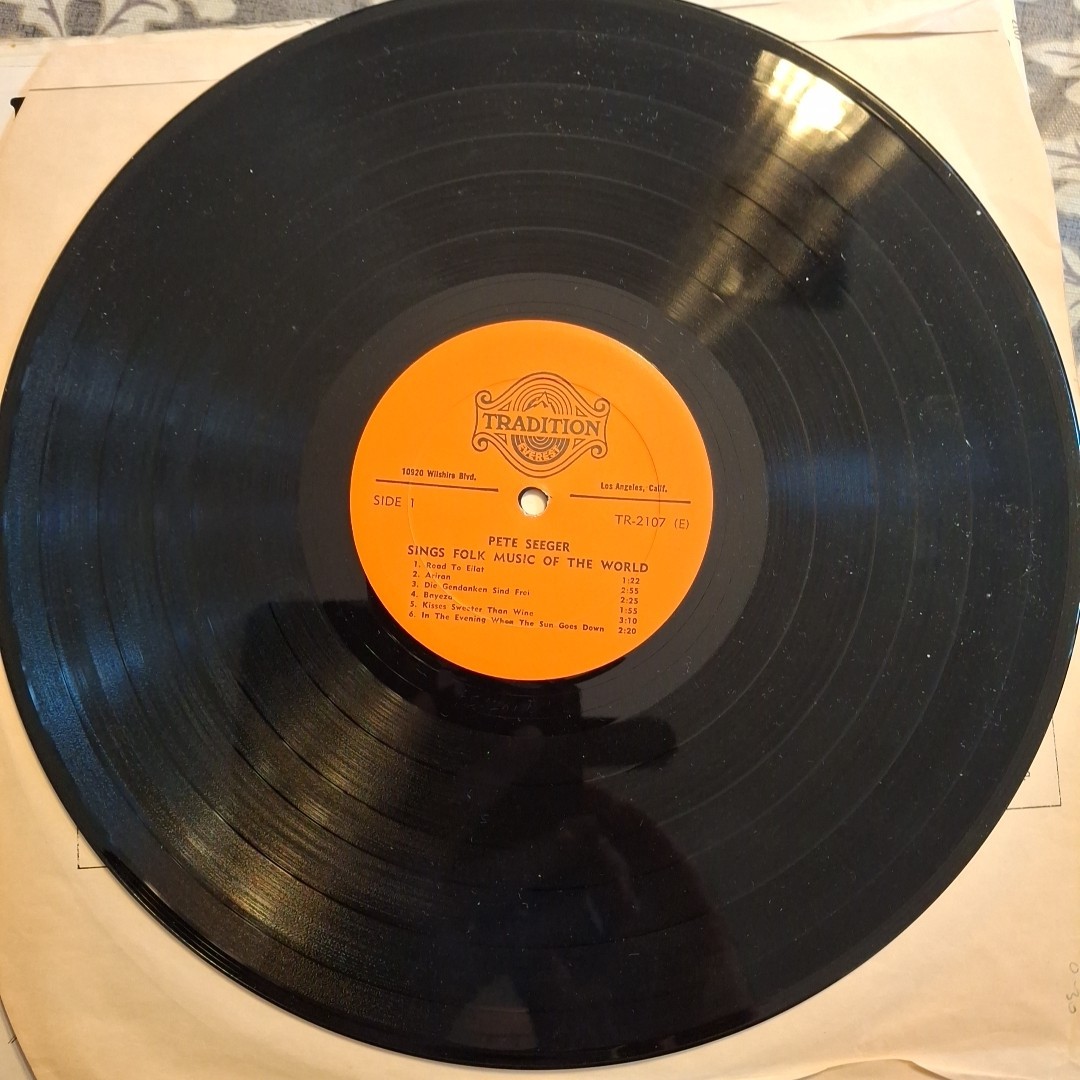 TRADITION
EVEREST
10920 Wilshire Blvd.
Los Angeles, Calif.
SIDE 1
TR-2107 (E)
PETE SEEGER
SINGS FOLK MUSIC OF THE WORLD
1. Road To Eilat 1:22
2. Ariran 2:55
3. Die Gendanken Sind Frei 2:25
4. Bayeza 1:55
5. Kisses Sweeter Than Wine 3:10
6. In The Evening When The Sun Goes Down 2:20